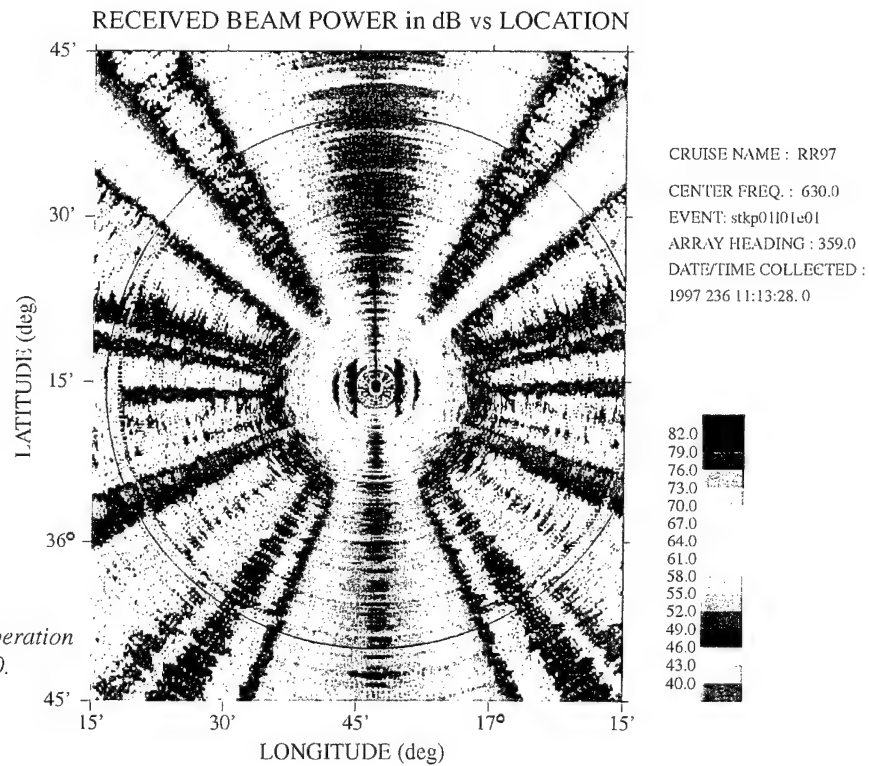 RECEIVED BEAM POWER in dB vs LOCATION
45'
30'
15'
36°
45'
LATITUDE (deg)
15'
30'
45'
17°
15'
LONGITUDE (deg)
CRUISE NAME : RR97
CENTER FREQ. : 630.0
EVENT: stkp01l01e01
ARRAY HEADING : 359.0
DATE/TIME COLLECTED :
1997 236 11:13:28. 0
82.0
79.0
76.0
73.0
70.0
67.0
64.0
61.0
58.0
55.0
52.0
49.0
46.0
43.0
40.0
peration
).